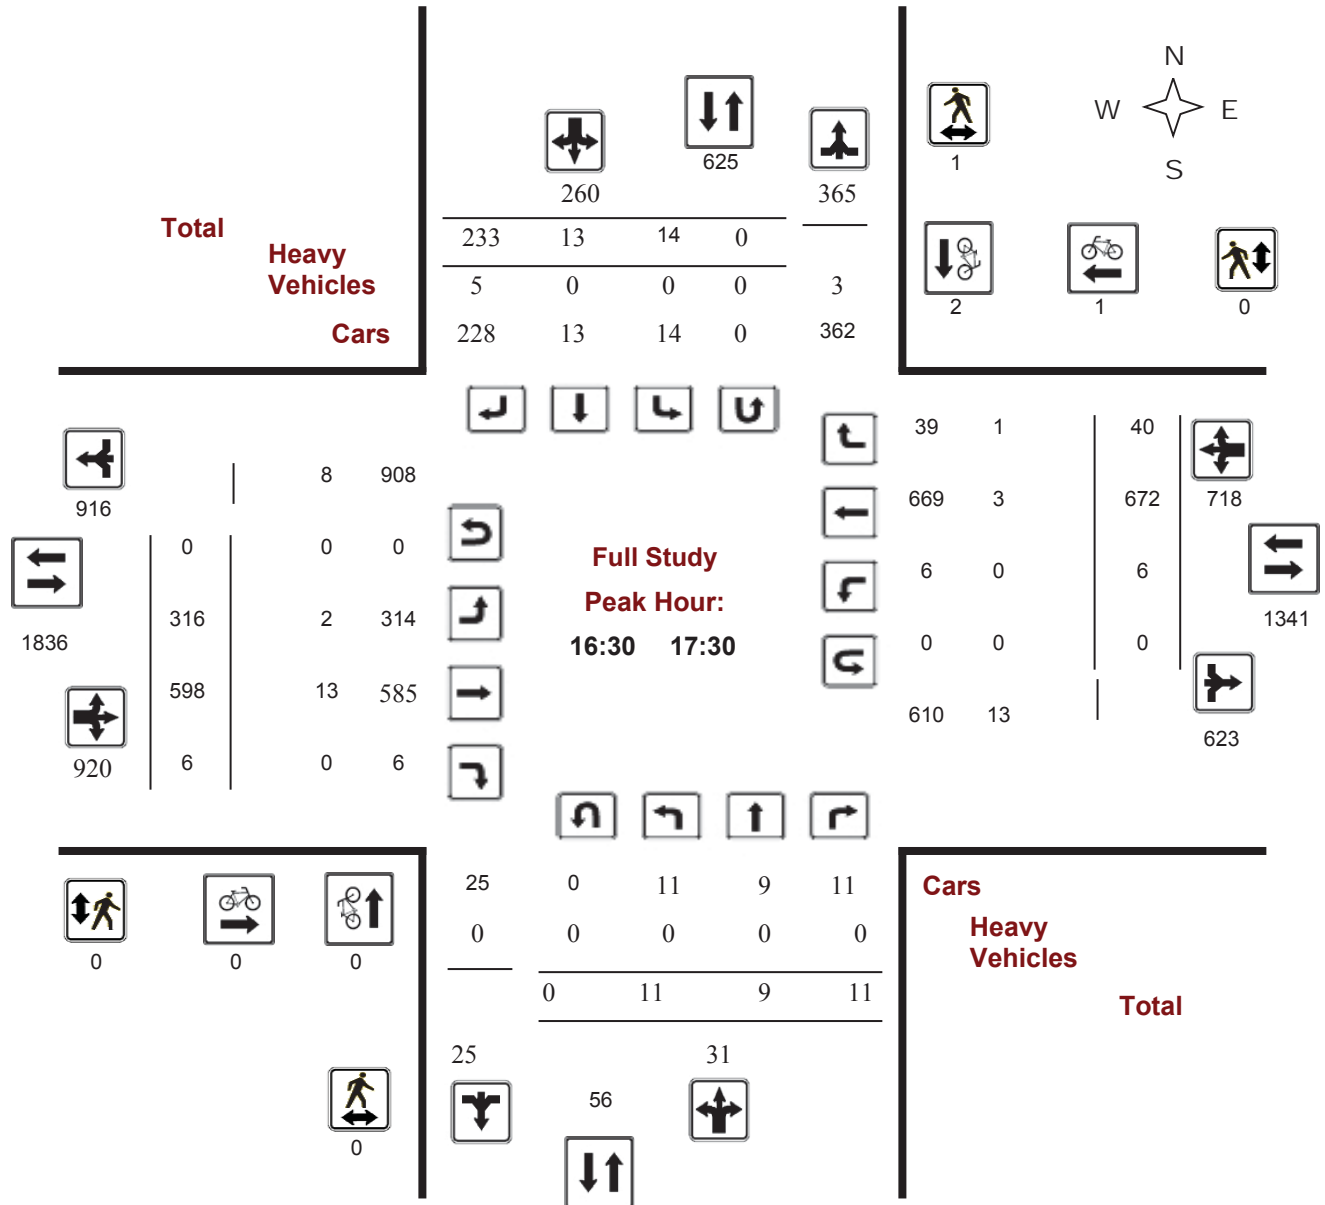 N
W E
S
625
1
260 365
Total
233 13 14 0
Heavy
Vehicles
5 0 0 0 3
2 1 0
Cars
228 13 14 0 362
39 1 40
8 908
916
669 3 672 718
0 0 0
Full Study
Peak Hour:
16:30 17:30
6 0 6
316 2 314
1836
1341
0 0 0
598 13 585
610 13
623
920 6 0 6
25 0 11 9 11
Cars
0 0 0 0 0
Heavy
Vehicles
0 0 0
0 11 9 11
Total
25 31
56
0